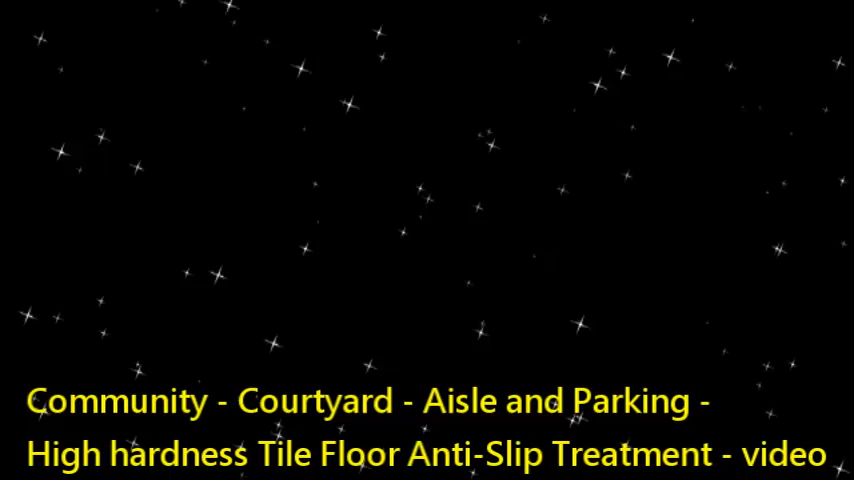 Community - Courtyard - Aisle and Parking -
High hardness Tile Floor Anti-Slip Treatment - video